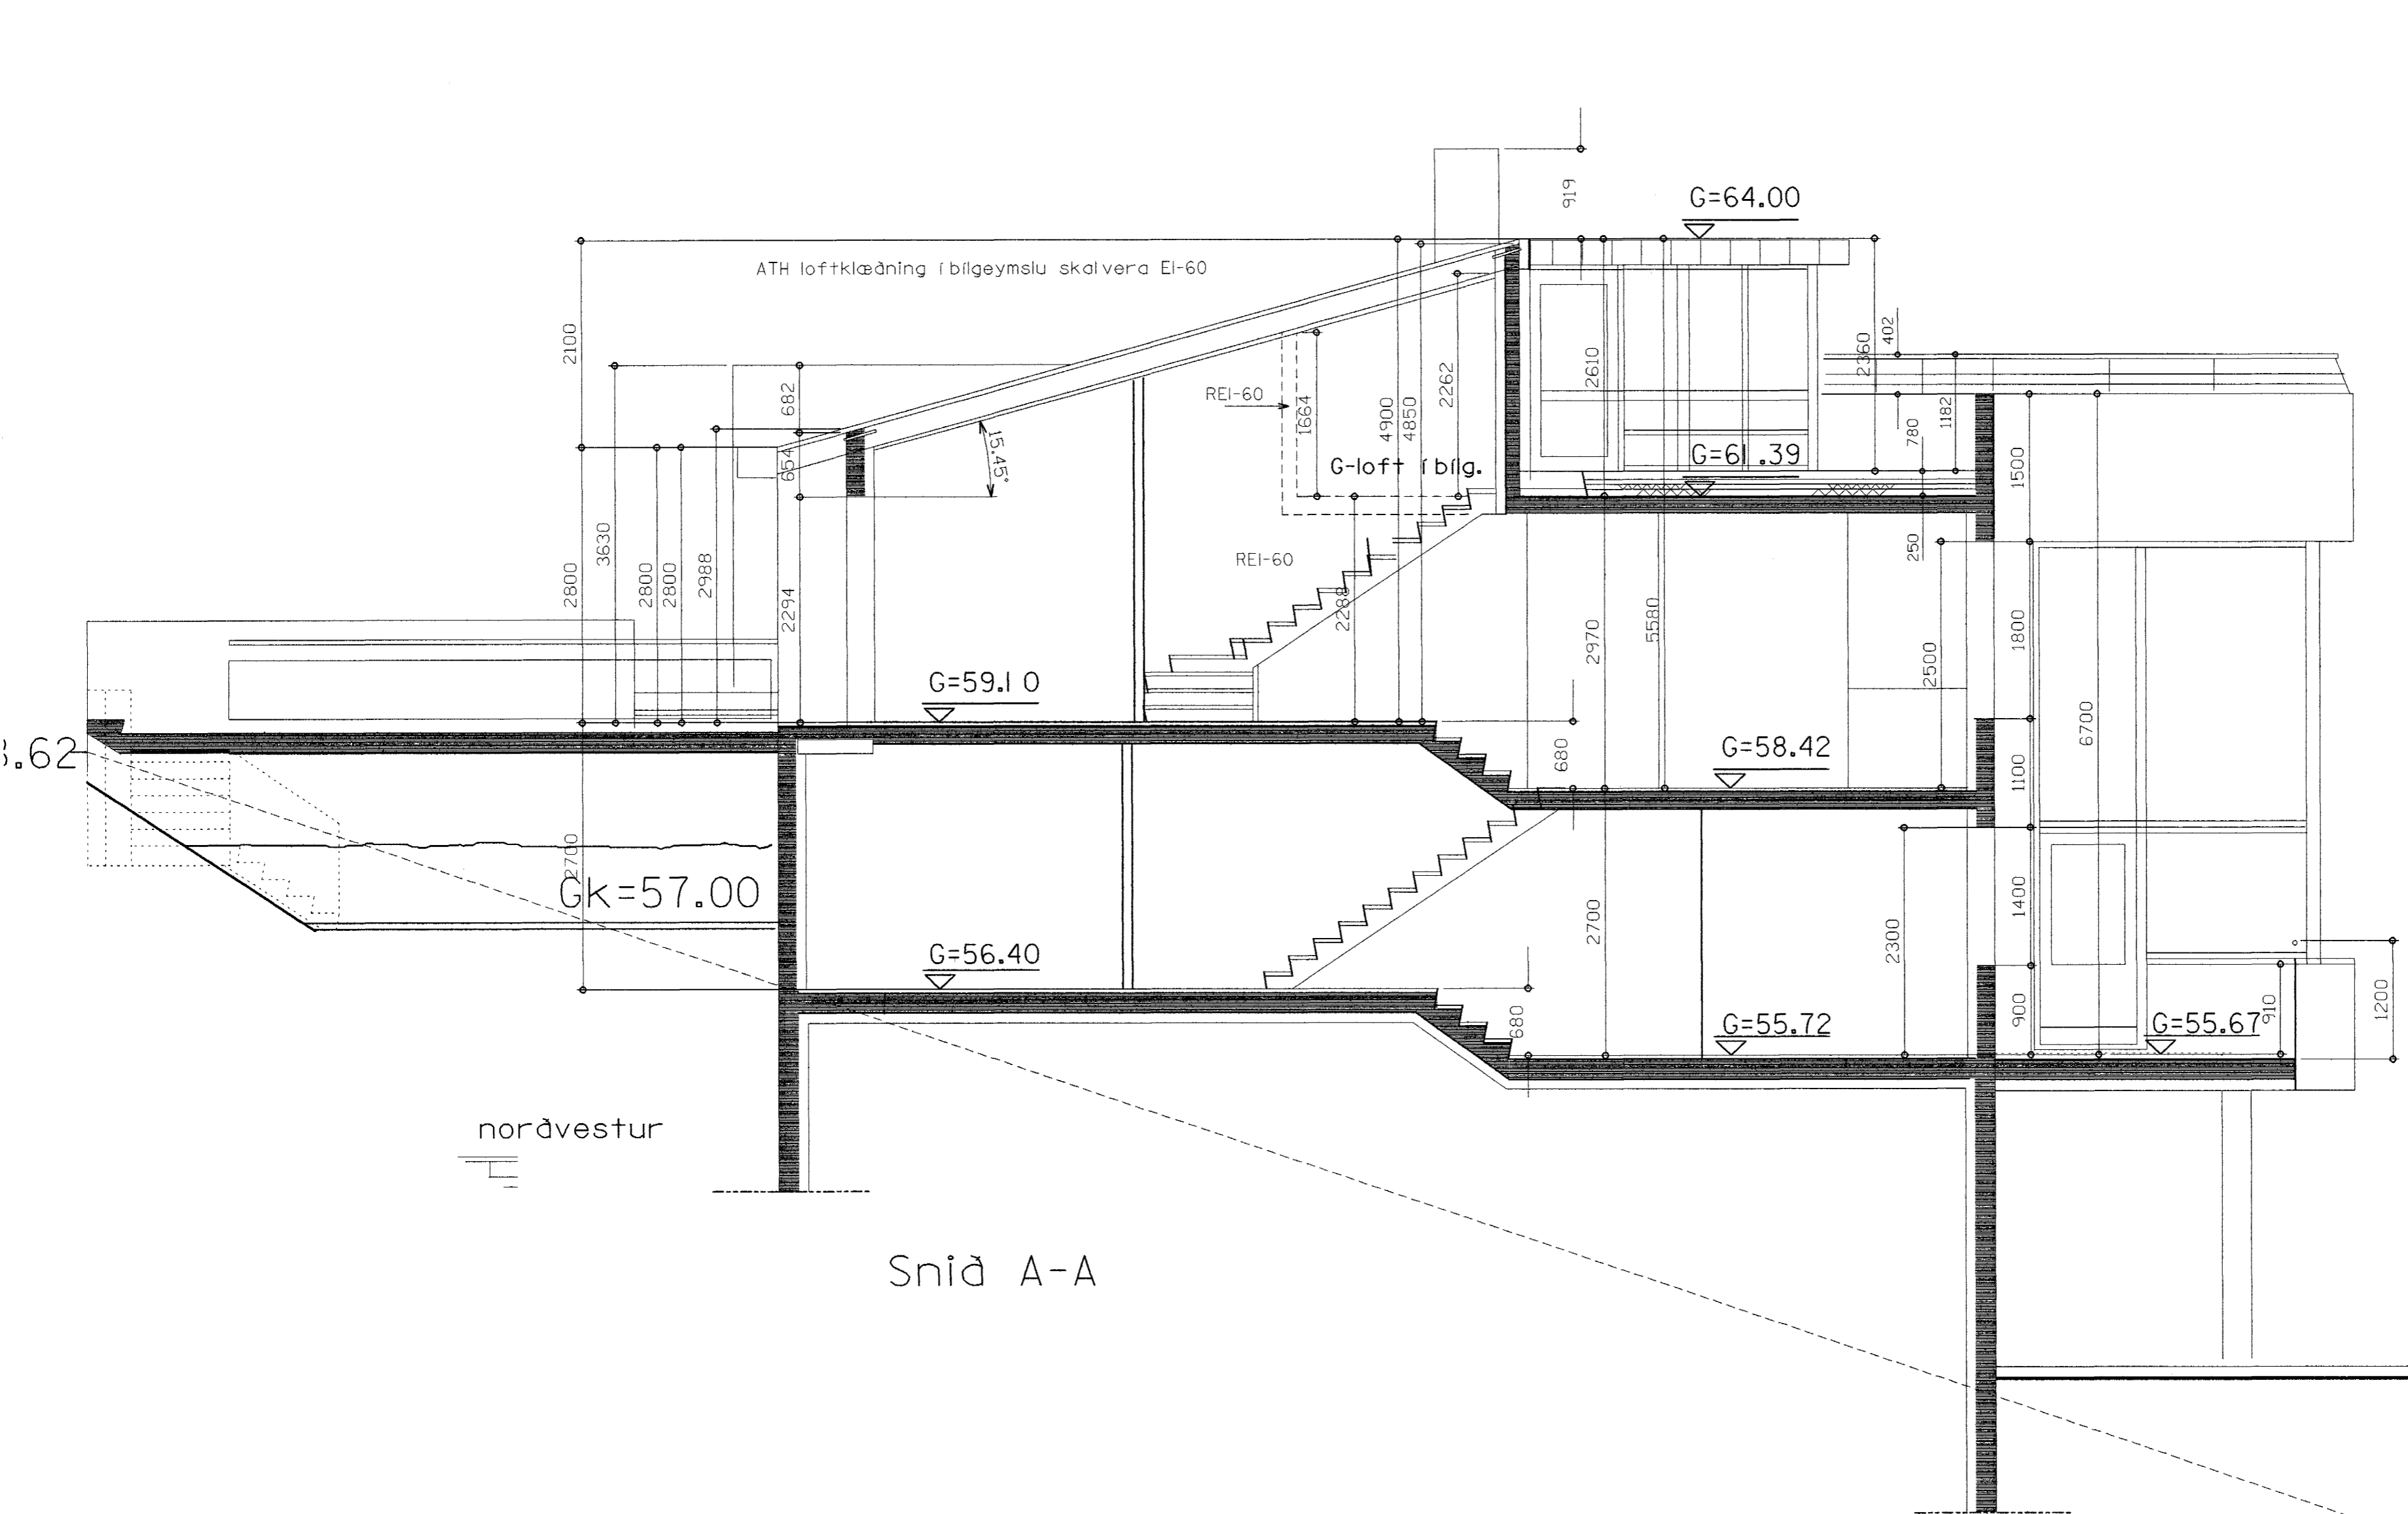 919
G=64.00
ATH loftklæðning í bílgeymslu skal vera EI-60
2100
682
654
15.45°
REI-60
1664
4900
4850
2262
2610
2360
402
780
1182
G-loft í bílg.
G=61.39
1500
250
2800
3630
2800
2800
2988
2294
REI-60
2288
2970
5580
2500
1800
6700
G=59.10
680
G=58.42
1100
.62
2700
Gk=57.00
G=56.40
2700
2300
1400
680
G=55.72
900
G=55.67
910
1200
norðvestur
Snið A-A